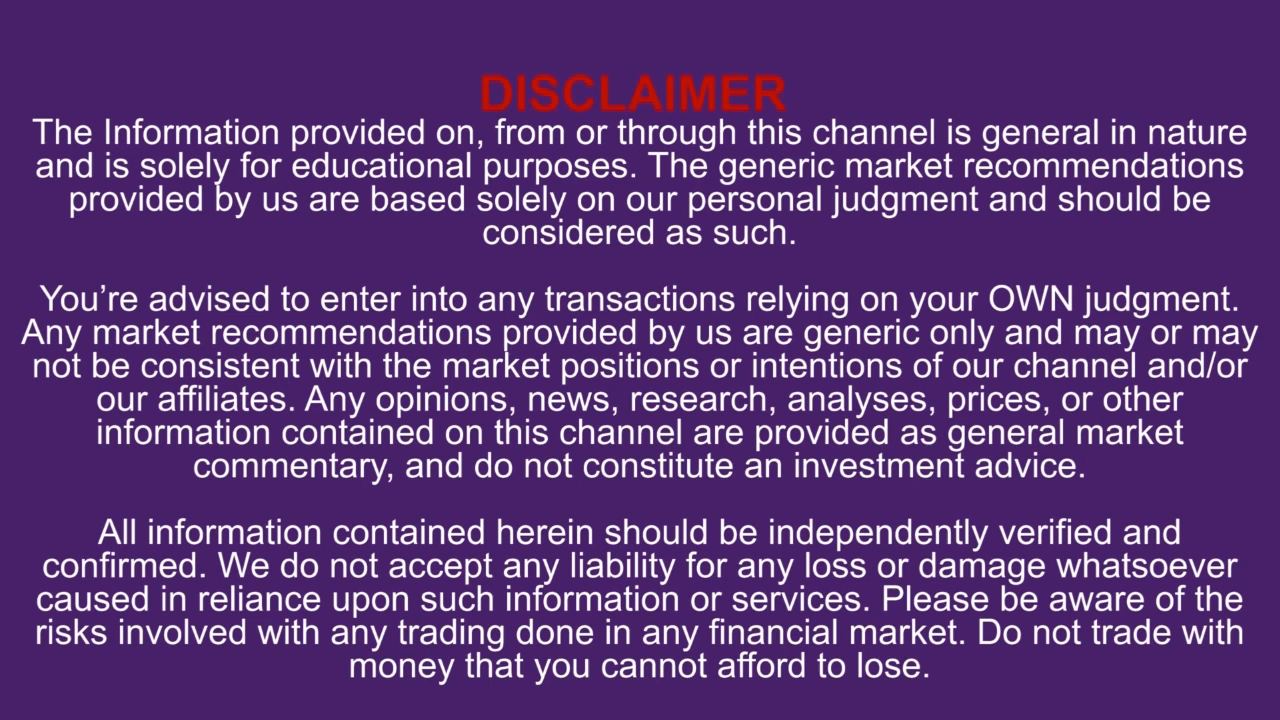 DISCLAIMER
The Information provided on, from or through this channel is general in nature
and is solely for educational purposes. The generic market recommendations
provided by us are based solely on our personal judgment and should be
considered as such.
You’re advised to enter into any transactions relying on your OWN judgment.
Any market recommendations provided by us are generic only and may or may
not be consistent with the market positions or intentions of our channel and/or
our affiliates. Any opinions, news, research, analyses, prices, or other
information contained on this channel are provided as general market
commentary, and do not constitute an investment advice.
All information contained herein should be independently verified and
confirmed. We do not accept any liability for any loss or damage whatsoever
caused in reliance upon such information or services. Please be aware of the
risks involved with any trading done in any financial market. Do not trade with
money that you cannot afford to lose.